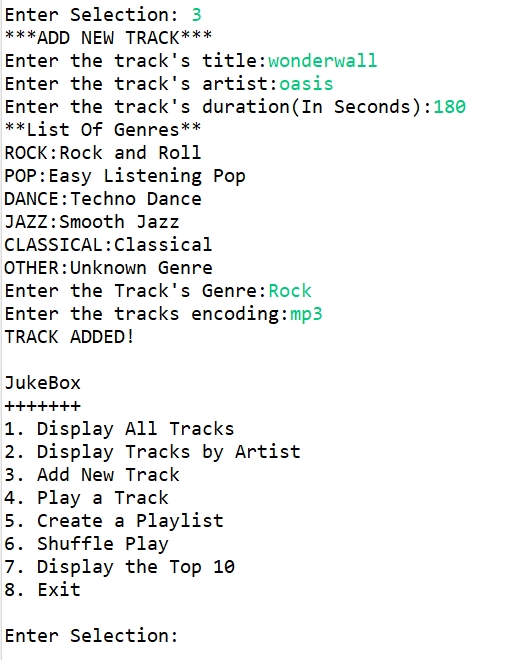 Enter Selection: 3
***ADD NEW TRACK***
Enter the track's title:wonderwall
Enter the track's artist:oasis
Enter the track's duration(In Seconds):180
**List Of Genres**
ROCK:Rock and Roll
POP:Easy Listening Pop
DANCE:Techno Dance
JAZZ:Smooth Jazz
CLASSICAL:Classical
OTHER:Unknown Genre
Enter the Track's Genre:Rock
Enter the tracks encoding:mp3
TRACK ADDED!
JukeBox
+++++++
1. Display All Tracks
2. Display Tracks by Artist
3. Add New Track
4. Play a Track
5. Create a Playlist
6. Shuffle Play
7. Display the Top 10
8. Exit
Enter Selection: